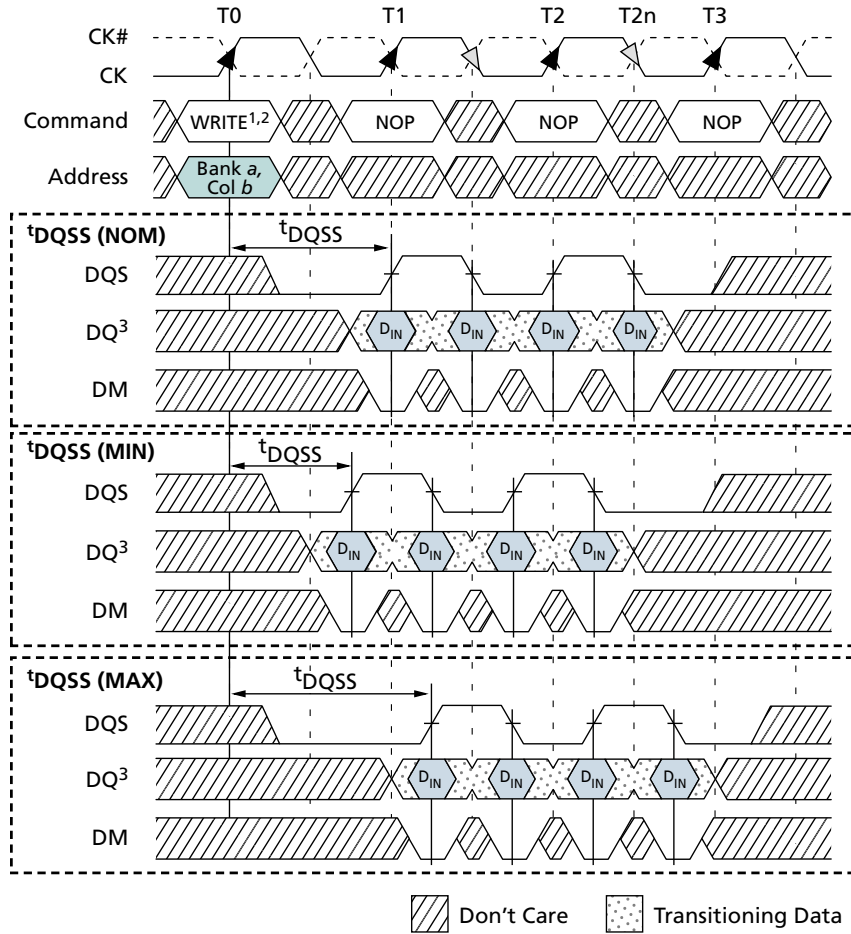 T0 T1 T2 T2n T3
CK#
CK
Command WRITE1,2 NOP NOP NOP
Address Bank a,
Col b
tDQSS (NOM) tDQSS
DQS
DQ3 DIN DIN DIN DIN
DM
tDQSS (MIN) tDQSS
DQS
DQ3 DIN DIN DIN DIN
DM
tDQSS (MAX) tDQSS
DQS
DQ3 DIN DIN DIN DIN
DM
Don't Care Transitioning Data